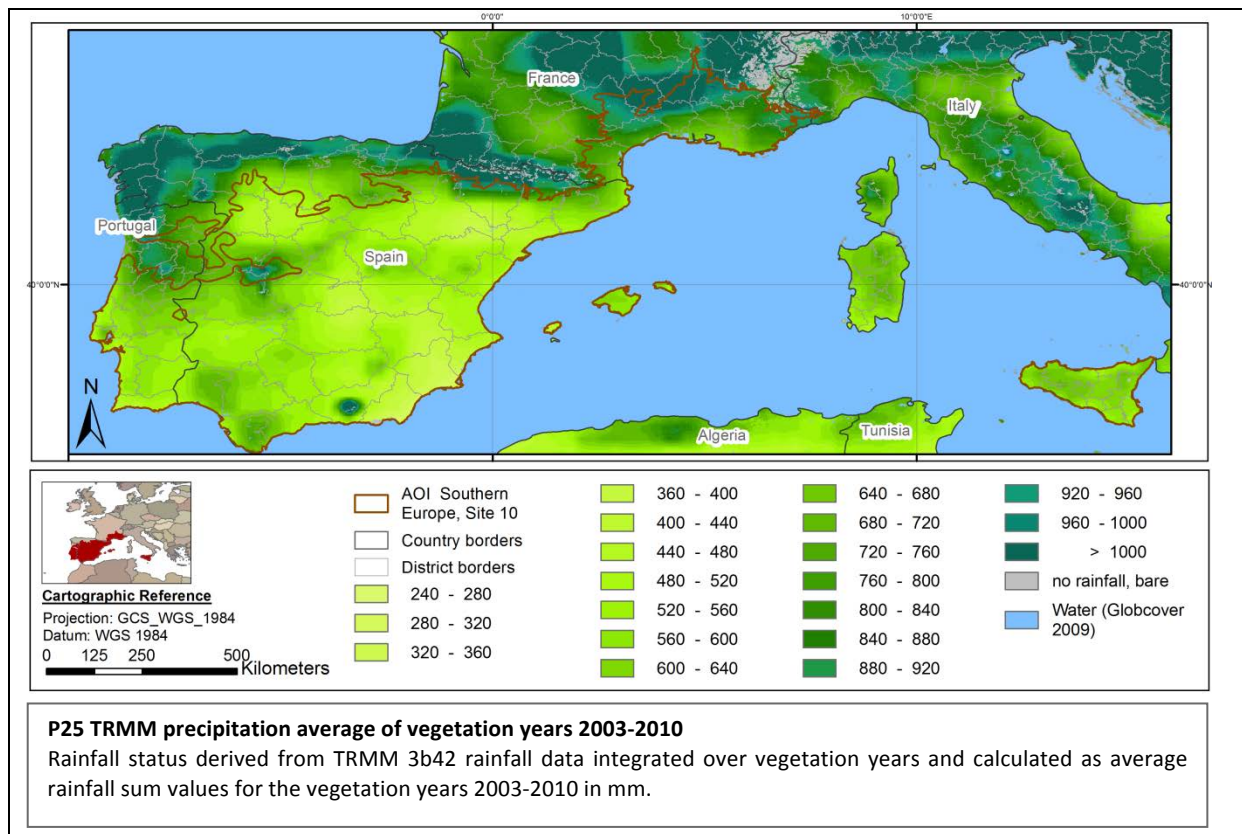 0°0'0"
10°0'0"E
France
Italy
Portugal
Spain
40°0'0"N
40°0'0"N
N
Algeria
Tunisia
AOI Southern
Europe, Site 10
Country borders
District borders
240 - 280
280 - 320
320 - 360
360 - 400
400 - 440
440 - 480
480 - 520
520 - 560
560 - 600
600 - 640
640 - 680
680 - 720
720 - 760
760 - 800
800 - 840
840 - 880
880 - 920
920 - 960
960 - 1000
> 1000
no rainfall, bare
Water (Globcover
2009)
Cartographic Reference
Projection: GCS_WGS_1984
Datum: WGS 1984
0 125 250 500
Kilometers
0°0'0"
10°0'0"E
P25 TRMM precipitation average of vegetation years 2003-2010
Rainfall status derived from TRMM 3b42 rainfall data integrated over vegetation years and calculated as average
rainfall sum values for the vegetation years 2003-2010 in mm.